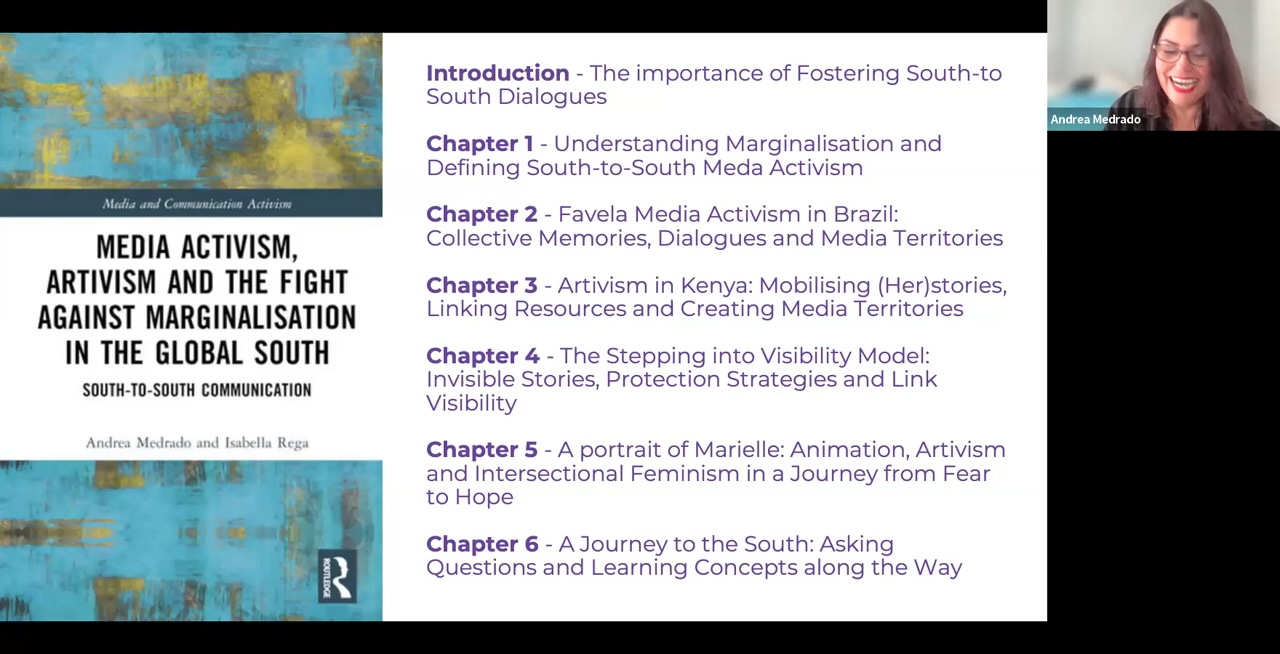 Media and Communication Activism
MEDIA ACTIVISM,
ARTIVISM AND THE FIGHT
AGAINST MARGINALISATION
IN THE GLOBAL SOUTH
SOUTH-TO-SOUTH COMMUNICATION
Andrea Medrado and Isabella Rega
ROUTLEDGE
Introduction - The importance of Fostering South-to
South Dialogues
Chapter 1 - Understanding Marginalisation and
Defining South-to-South Meda Activism
Chapter 2 - Favela Media Activism in Brazil:
Collective Memories, Dialogues and Media Territories
Chapter 3 - Artivism in Kenya: Mobilising (Her)stories,
Linking Resources and Creating Media Territories
Chapter 4 - The Stepping into Visibility Model:
Invisible Stories, Protection Strategies and Link
Visibility
Chapter 5 - A portrait of Marielle: Animation, Artivism
and Intersectional Feminism in a Journey from Fear
to Hope
Chapter 6 - A Journey to the South: Asking
Questions and Learning Concepts along the Way
Andrea Medrado